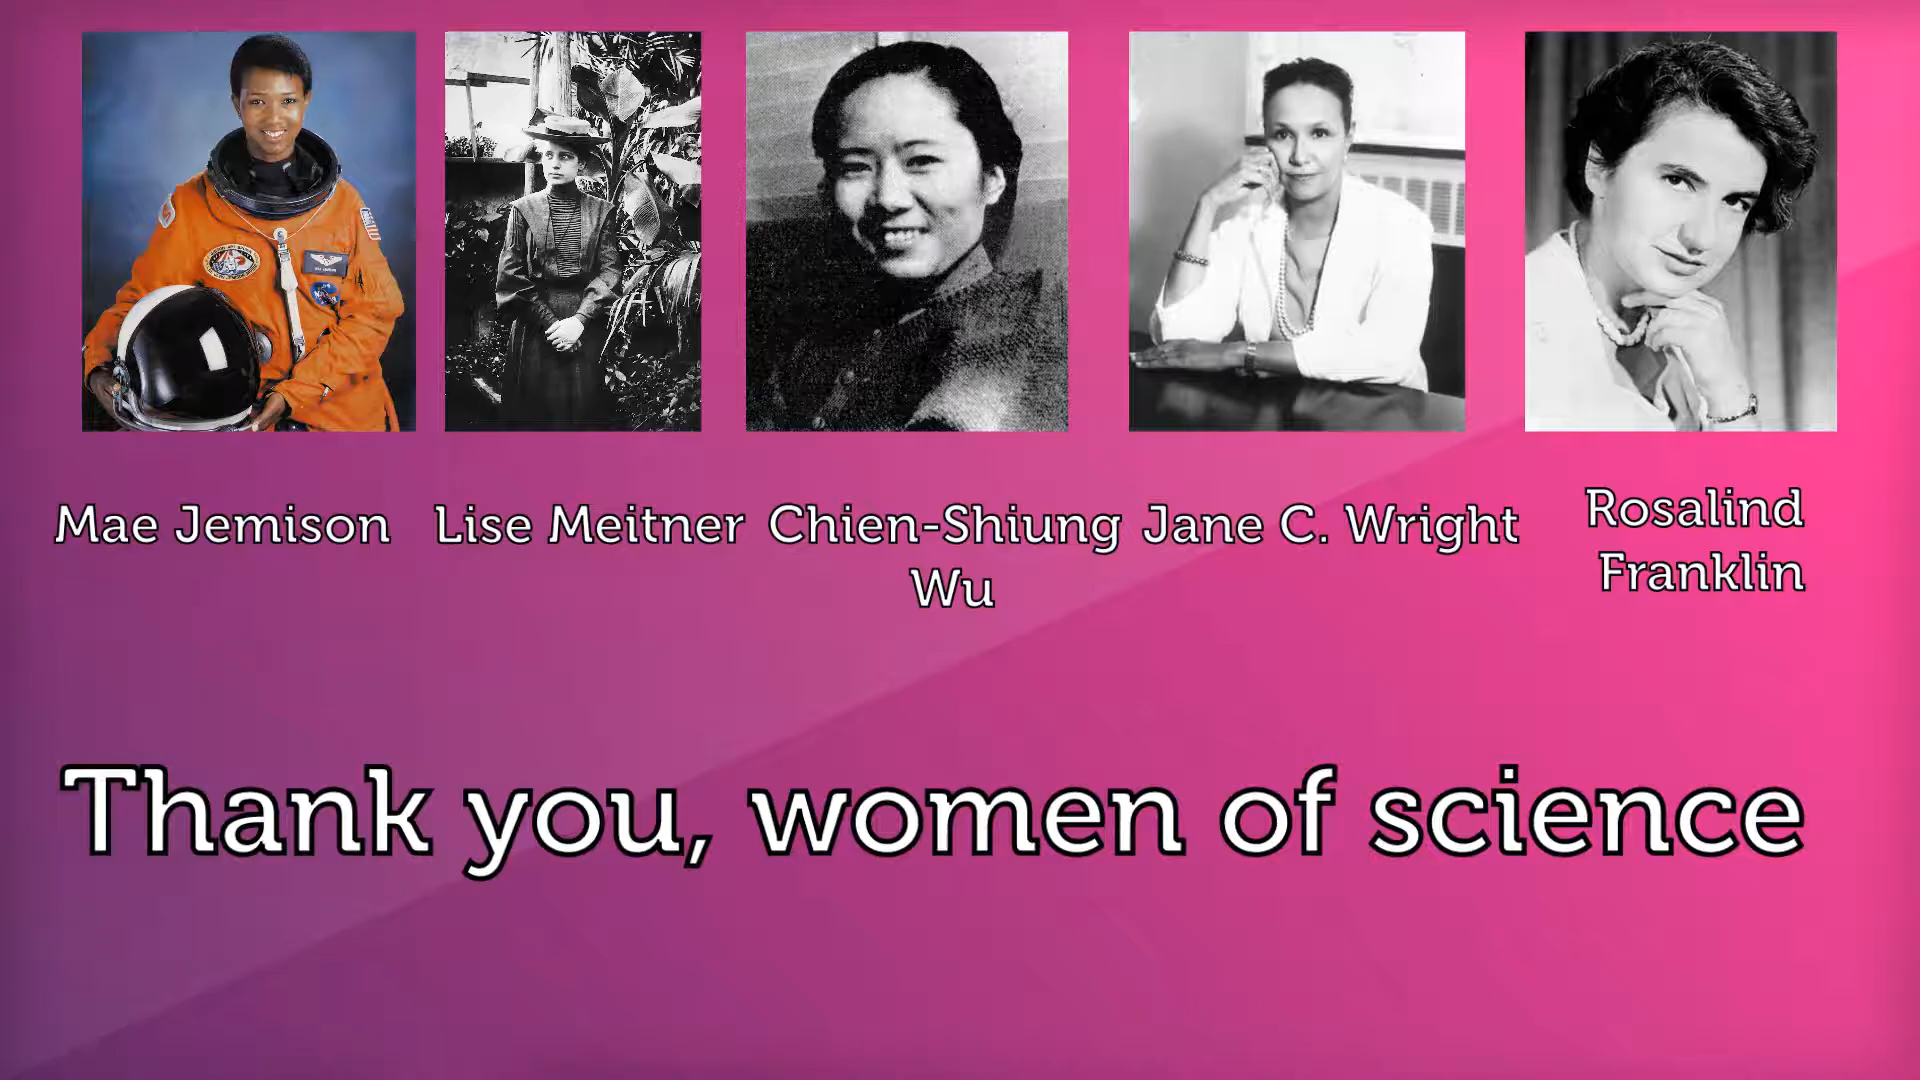 Mae Jemison
Lise Meitner
Chien-Shiung
Wu
Jane C. Wright
Rosalind
Franklin
Thank you, women of science